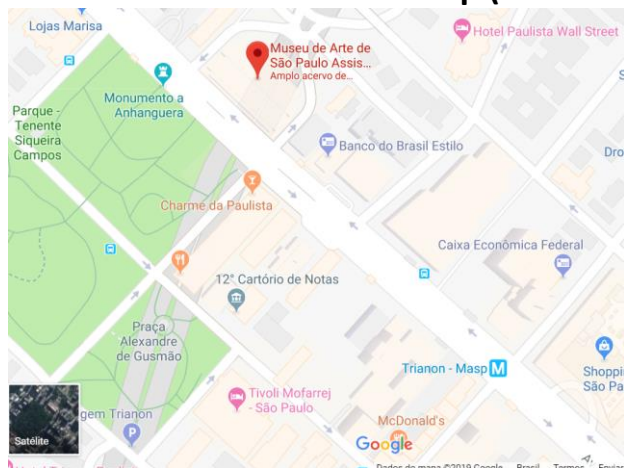 Lojas Marisa
Hotel Paulista Wall Street
Museu de Arte de
São Paulo Assis...
Amplo acervo de...
Monumento a
Anhanguera
Parque -
Tenente
Siqueira
Campos
Banco do Brasil Estilo
Dro
Charme da Paulista
Caixa Econômica Federal
12° Cartório de Notas
Praça
Alexandre
de Gusmão
Trianon - Masp M
Shoppi
São Pa
Tivoli Mofarrej
- São Paulo
gem Trianon
McDonald's
Satélite
Google
Dados do mapa ©2019 Google Brasil Termos Enviar